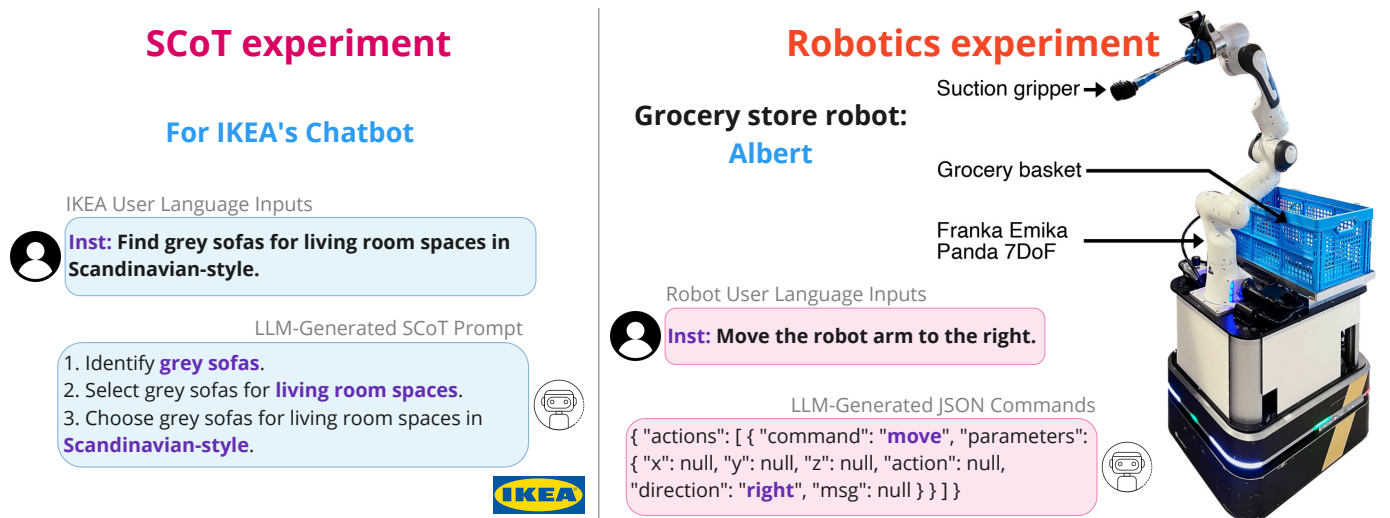 SCoT experiment
For IKEA's Chatbot
IKEA User Language Inputs
Inst: Find grey sofas for living room spaces in
Scandinavian-style.
LLM-Generated SCoT Prompt
1. Identify grey sofas.
2. Select grey sofas for living room spaces.
3. Choose grey sofas for living room spaces in
Scandinavian-style.
IKEA
Robotics experiment
Suction gripper
Grocery store robot:
Albert
Grocery basket
Franka Emika
Panda 7DoF
Robot User Language Inputs
Inst: Move the robot arm to the right.
LLM-Generated JSON Commands
{ "actions": [ { "command": "move", "parameters":
{ "x": null, "y": null, "z": null, "action": null,
"direction": "right", "msg": null } } ] }